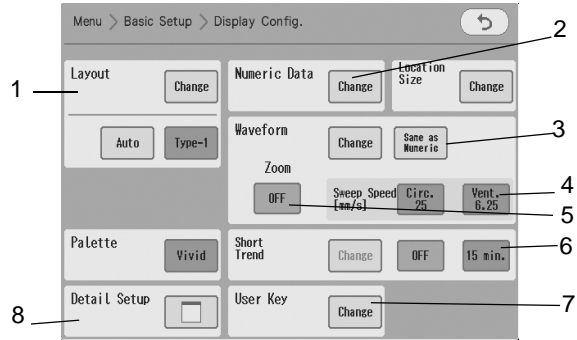 Menu > Basic Setup > Display Config.
2
1
Layout
Change
Numeric Data
Change
Location
Size
Change
Auto
Type-1
Waveform
Change
Same as
Numeric
3
Zoom
OFF
Sweep Speed
[mm/s]
Circ.
25
Vent.
6.25
4
5
Palette
Vivid
Short
Trend
Change
OFF
15 min.
6
Detail Setup
User Key
Change
7
8